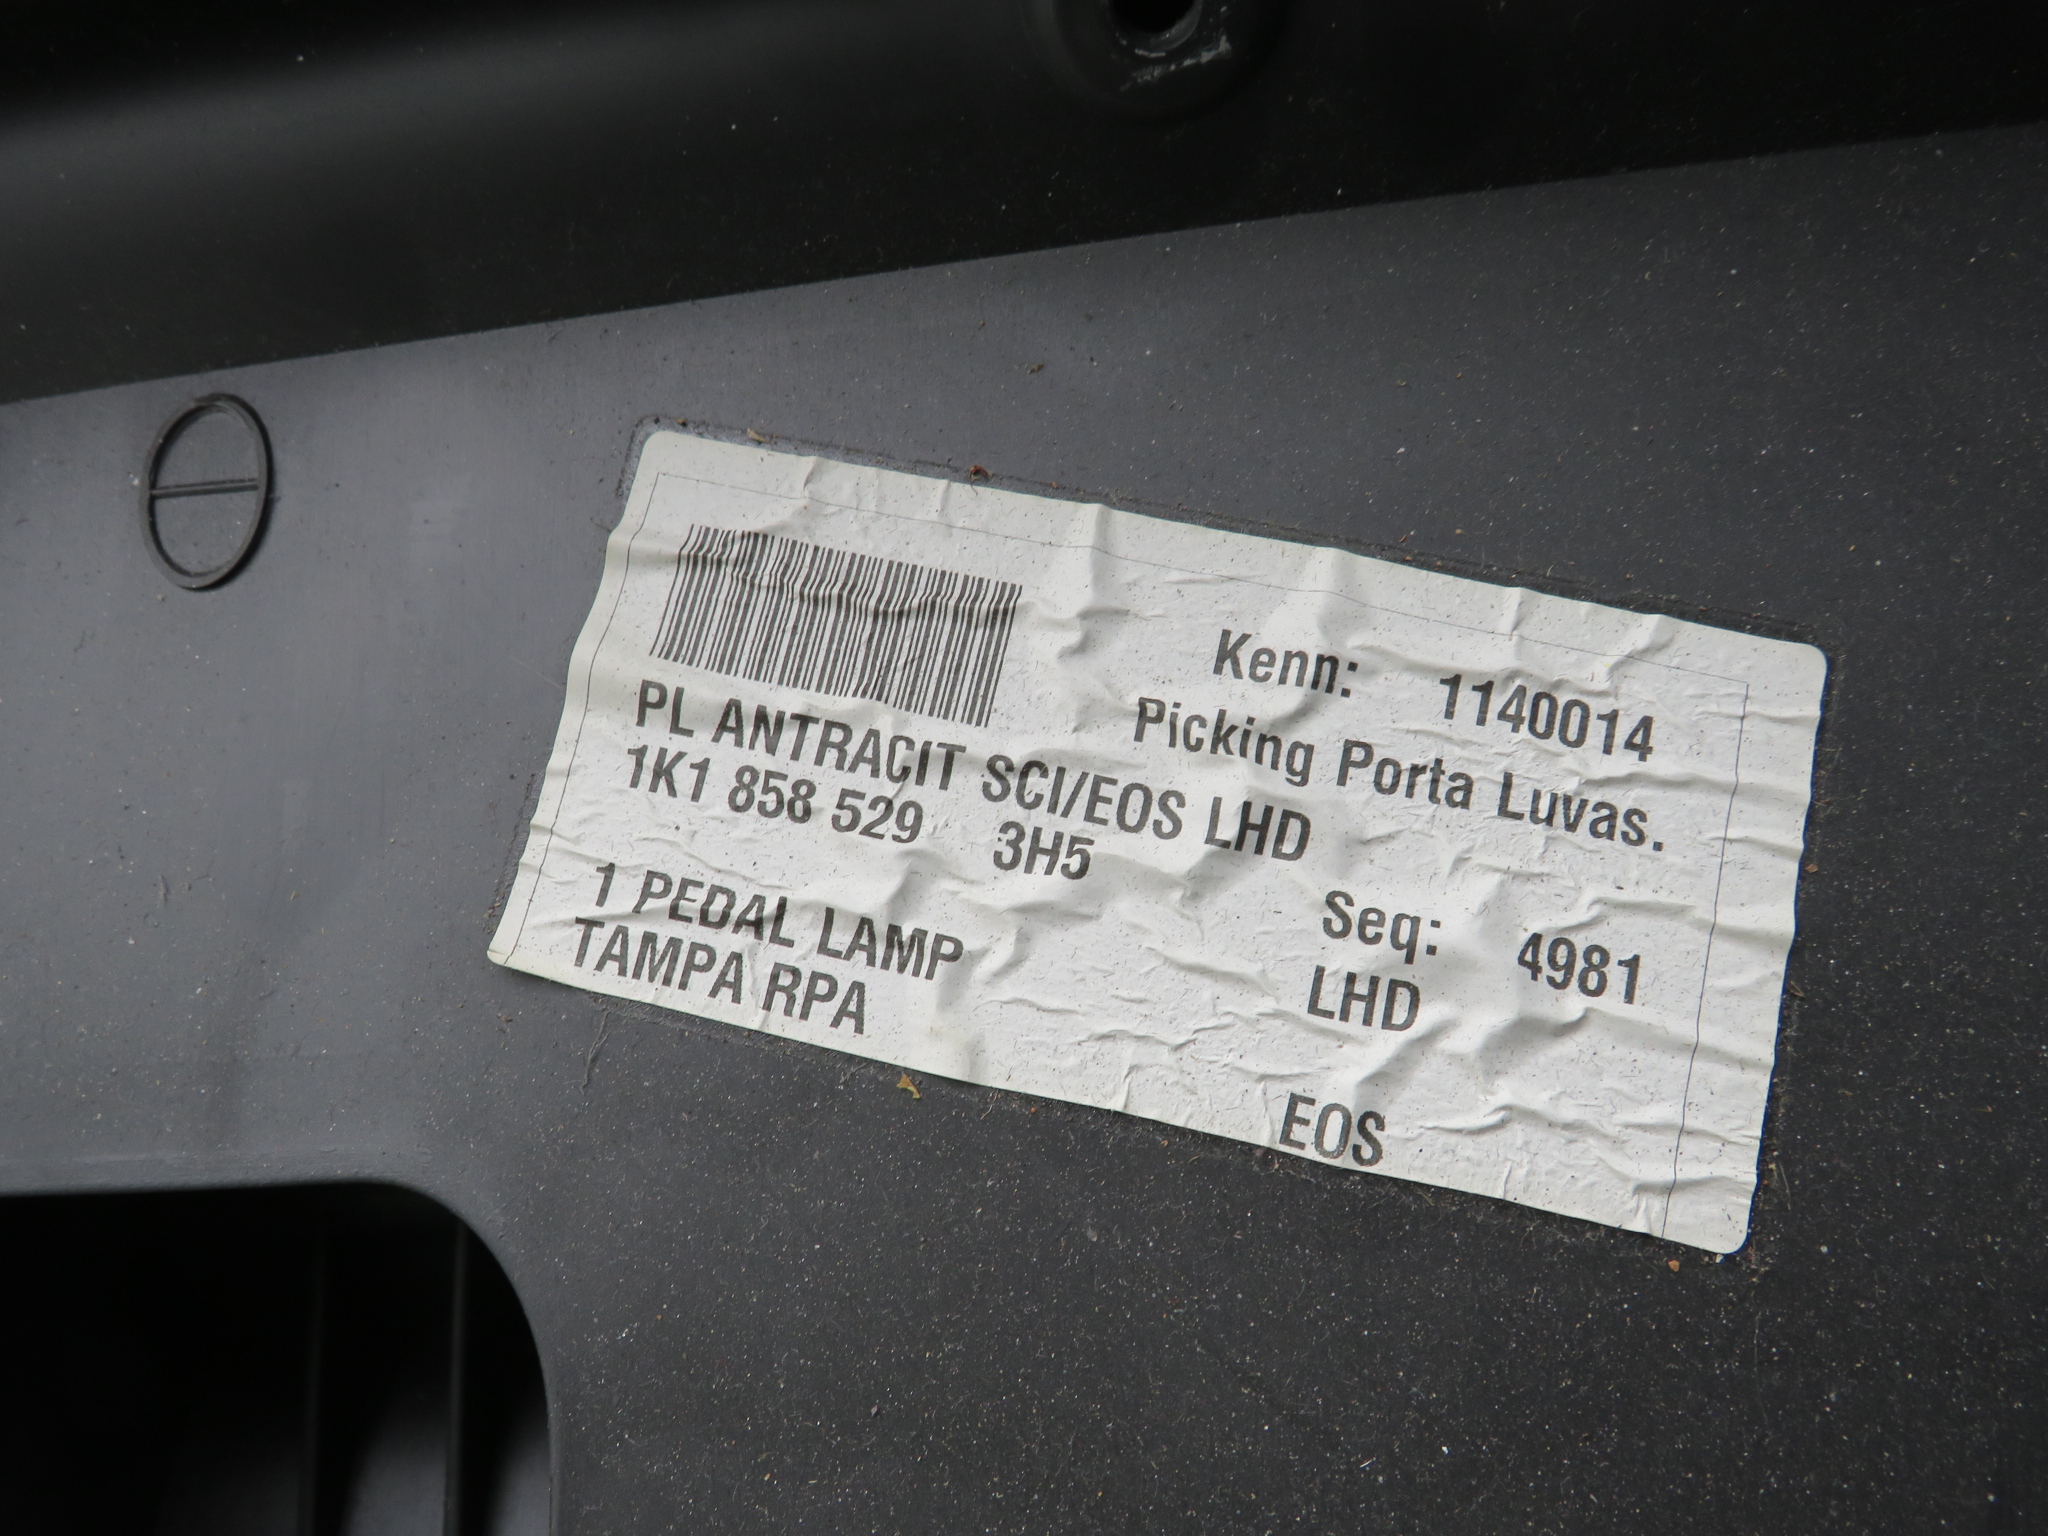 Kenn: 1140014
Picking Porta Luvas.
PL ANTRACIT SCI/EOS LHD
1K1 858 529 3H5
Seq: 4981
1 PEDAL LAMP
LHD
TAMPA RPA
EOS